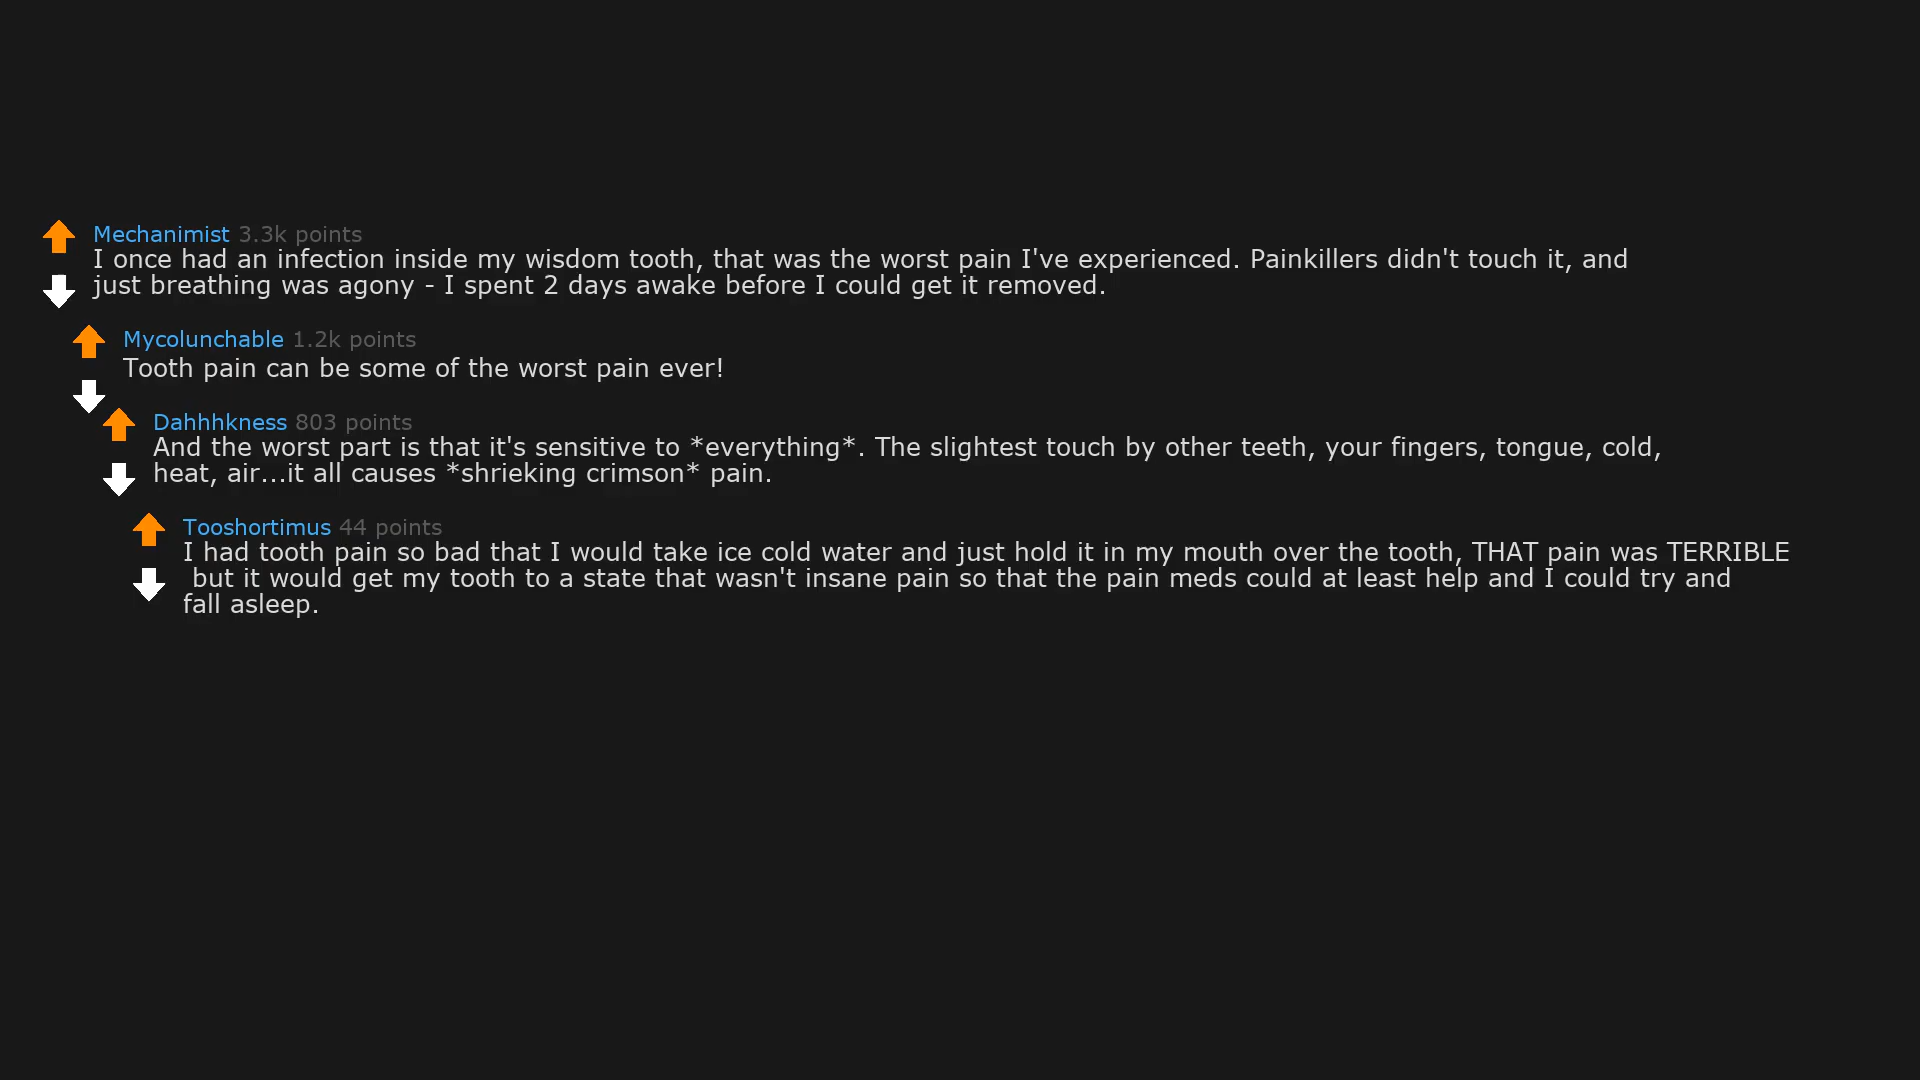 Mechanimist 3.3k points
I once had an infection inside my wisdom tooth, that was the worst pain I've experienced. Painkillers didn't touch it, and
just breathing was agony - I spent 2 days awake before I could get it removed.
Mycolunchable 1.2k points
Tooth pain can be some of the worst pain ever!
Dahhhkness 803 points
And the worst part is that it's sensitive to *everything*. The slightest touch by other teeth, your fingers, tongue, cold,
heat, air...it all causes *shrieking crimson* pain.
Tooshortimus 44 points
I had tooth pain so bad that I would take ice cold water and just hold it in my mouth over the tooth, THAT pain was TERRIBLE
but it would get my tooth to a state that wasn't insane pain so that the pain meds could at least help and I could try and
fall asleep.